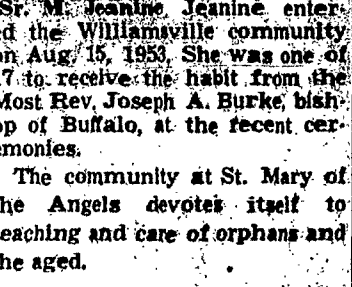 Sr. M. Jeanine Jeanine enter-
ed the Williamsville community
on Aug. 15, 1953. She was one of
17 to receive the habit from the
Most Rev. Joseph A. Burke, bish-
op of Buffalo, at the recent cer-
emonies.
The community at St. Mary of
the Angels devotes itself to
teaching and care of orphans and
the aged.